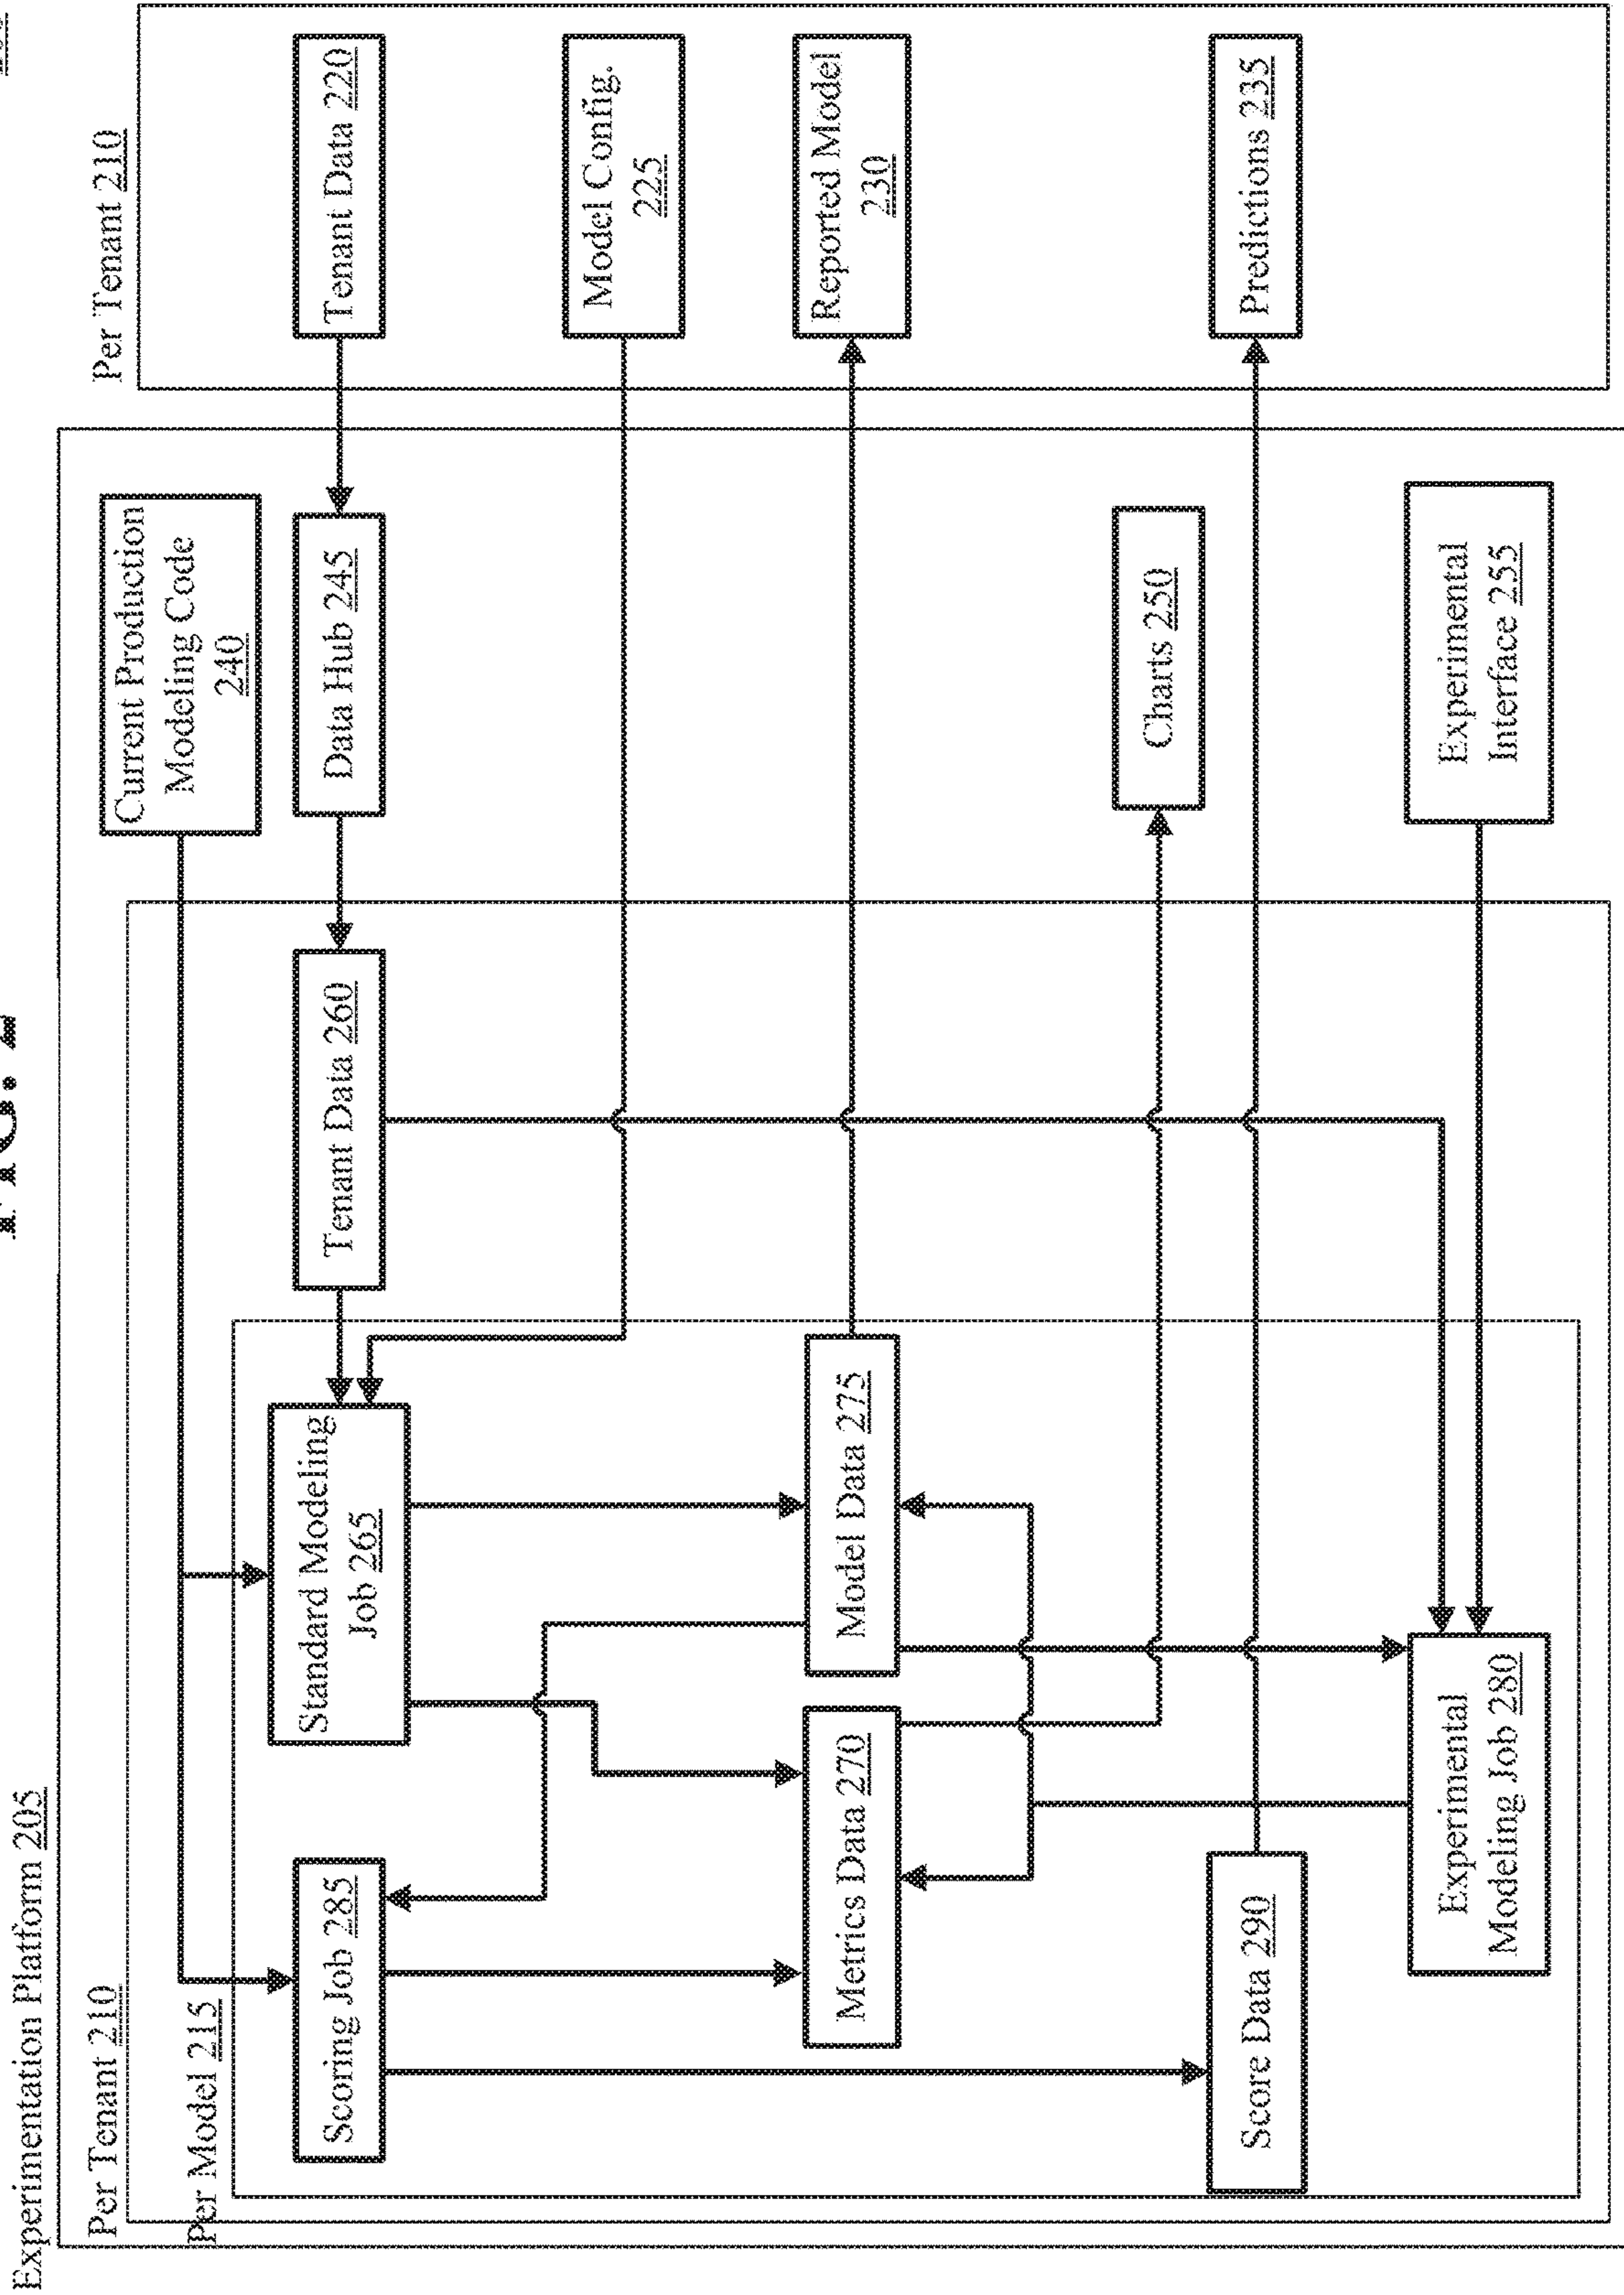 Experimentation Platform 205
Per Tenant 210
Per Model 215
Scoring Job 285
Standard Modeling
Job 265
Tenant Data 260
Current Production
Modeling Code
240
Data Hub 245
Per Tenant 210
Tenant Data 220
Model Config.
225
Metrics Data 270
Model Data 275
Reported Model
230
Score Data 290
Charts 250
Predictions 235
Experimental
Modeling Job 280
Experimental
Interface 255